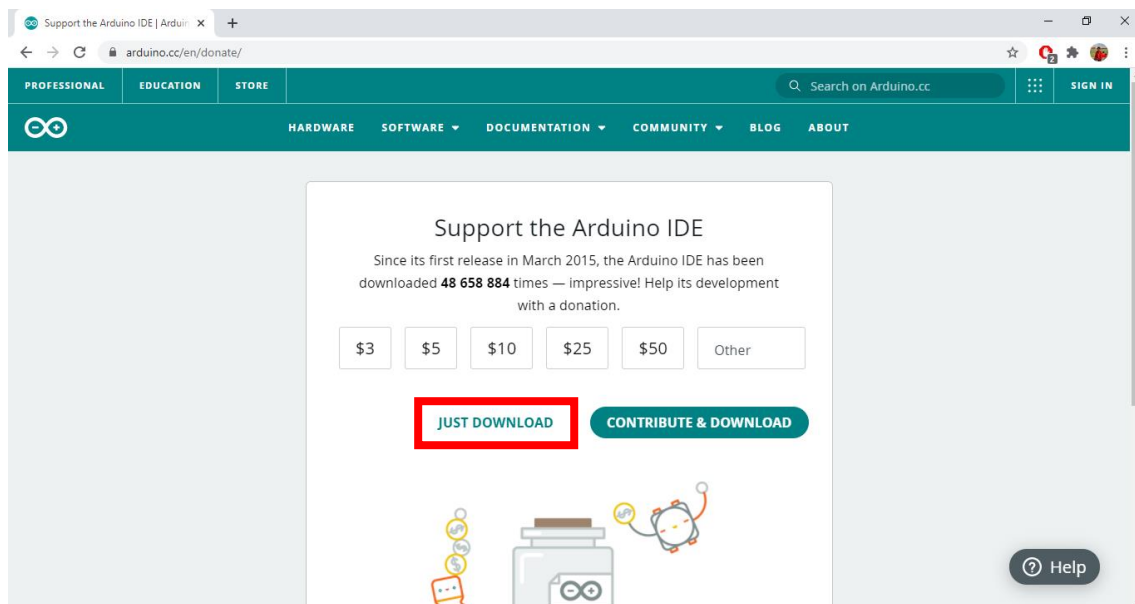 Support the Arduino IDE | Arduin
arduino.cc/en/donate/
2
PROFESSIONAL EDUCATION STORE Search on Arduino.cc SIGN IN
HARDWARE SOFTWARE DOCUMENTATION COMMUNITY BLOG ABOUT
Support the Arduino IDE
Since its first release in March 2015, the Arduino IDE has been
downloaded 48 658 884 times — impressive! Help its development
with a donation.
$3 $5 $10 $25 $50 Other
JUST DOWNLOAD CONTRIBUTE & DOWNLOAD
Help